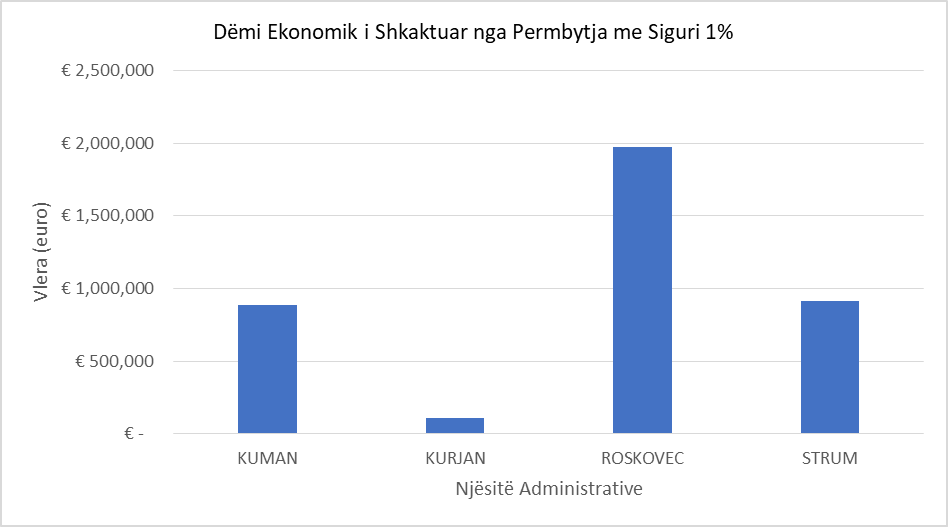 Dëmi Ekonomik i Shkaktuar nga Permbytja me Siguri 1%
€ 2,500,000
€ 2,000,000
€ 1,500,000
€ 1,000,000
€ 500,000
€ -
Vlera (euro)
KUMAN KURJAN ROSKOVEC STRUM
Njësitë Administrative